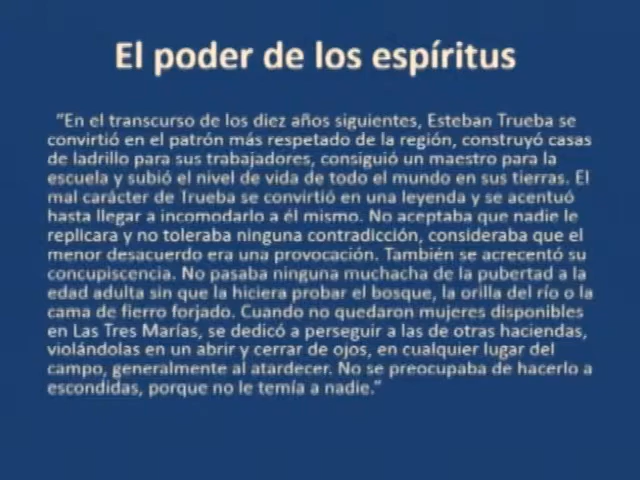 El poder de los espíritus
"En el transcurso de los diez años siguientes, Esteban Trueba se
convirtió en el patrón más respetado de la región, construyó casas
de ladrillo para sus trabajadores, consiguió un maestro para la
escuela y subió el nivel de vida de todo el mundo en sus tierras. El
mal carácter de Trueba se convirtió en una leyenda y se acentuó
hasta llegar a incomodarlo a él mismo. No aceptaba que nadie le
replicara y no toleraba ninguna contradicción, consideraba que el
menor desacuerdo era una provocación. También se acrecentó su
concupiscencia. No pasaba ninguna muchacha de la pubertad a la
edad adulta sin que la hiciera probar el bosque, la orilla del río o la
cama de fierro forjado. Cuando no quedaron mujeres disponibles
en Las Tres Marías, se dedicó a perseguir a las de otras haciendas,
violándolas en un abrir y cerrar de ojos, en cualquier lugar del
campo, generalmente al atardecer. No se preocupaba de hacerlo a
escondidas, porque no le temía a nadie."